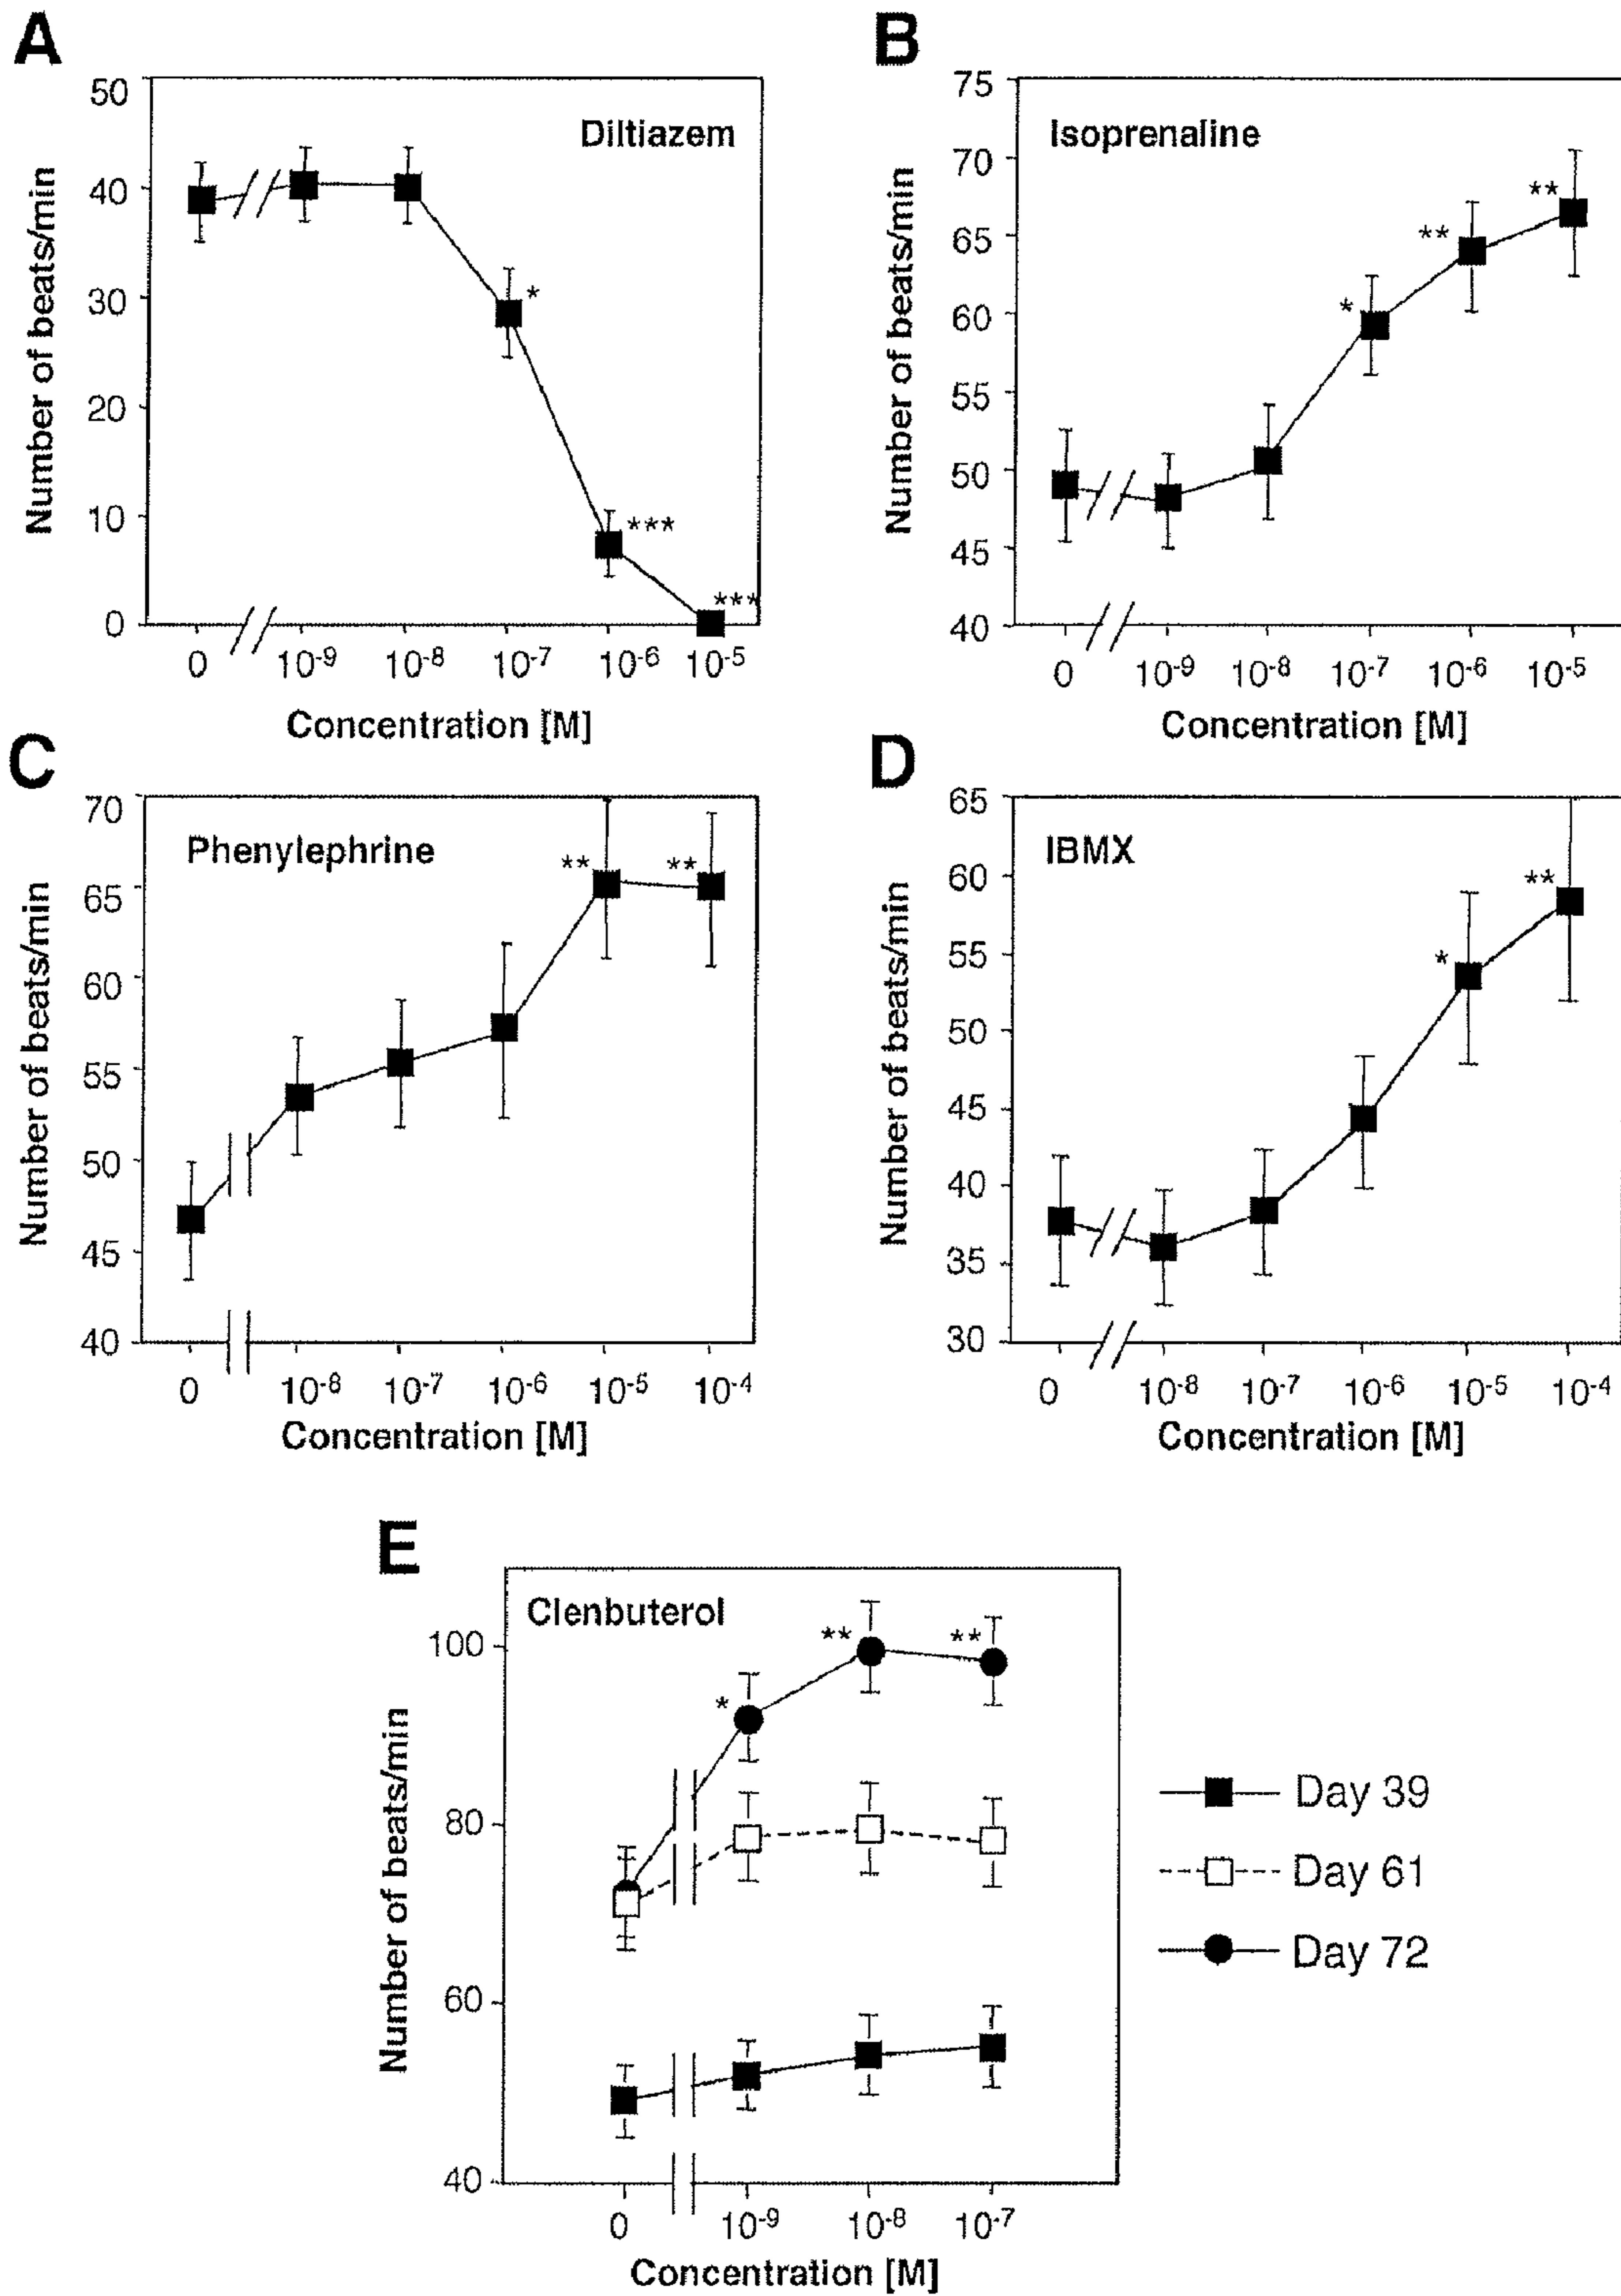 A
Diltiazem
Number of beats/min
50
40
30
20
10
0
*
***
***
0 10-9 10-8 10-7 10-6 10-5
Concentration [M]
B
Isoprenaline
Number of beats/min
75
70
65
60
55
50
45
40
*
**
**
0 10-9 10-8 10-7 10-6 10-5
Concentration [M]
C
Phenylephrine
Number of beats/min
70
65
60
55
50
45
40
**
**
0 10-8 10-7 10-6 10-5 10-4
Concentration [M]
D
IBMX
Number of beats/min
65
60
55
50
45
40
35
30
*
**
0 10-8 10-7 10-6 10-5 10-4
Concentration [M]
E
Clenbuterol
Number of beats/min
100
80
60
40
*
**
**
0 10-9 10-8 10-7
Concentration [M]
Day 39
Day 61
Day 72